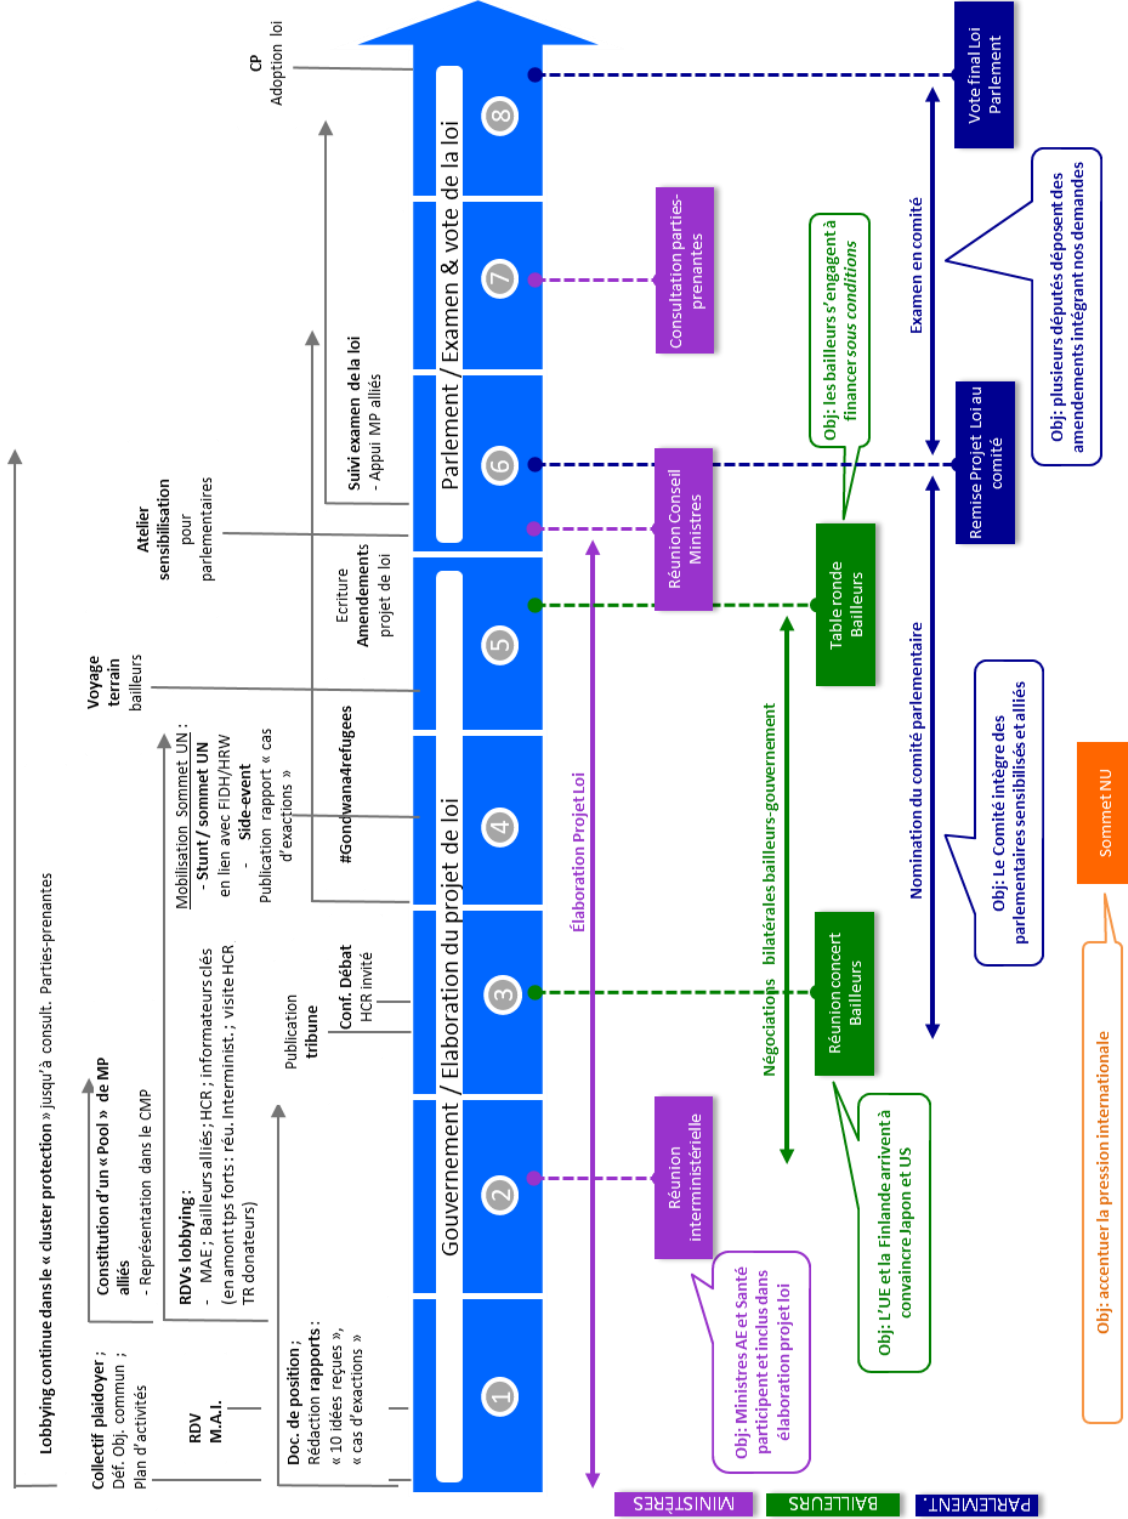 Lobbying continue dans le « cluster protection » jusqu'à consult. Parties-prenantes
Collectif plaidoyer ;
Déf. Obj. commun ;
Plan d'activités
Constitution d'un « Pool » de MP
alliés
- Représentation dans le CMP
RDV
M.A.I.
RDVs lobbying :
- MAE ; Bailleurs alliés ; HCR ; informateurs clés
(en amont tps forts : réu. Interminist. ; visite HCR
TR donateurs)
Doc. de position ;
Rédaction rapports :
« 10 idées reçues »,
« cas d'exactions »
Publication
tribune
Conf. Débat
HCR invité
Mobilisation Sommet UN :
- Stunt / sommet UN
en lien avec FIDH/HRW
- Side-event
Publication rapport « cas
d'exactions »
#Gondwana4refugees
Voyage
terrain
bailleurs
Ecriture
Amendements
projet de loi
Atelier
sensibilisation
pour
parlementaires
Suivi examen de la loi
- Appui MP alliés
CP
Adoption loi
Gouvernement / Elaboration du projet de loi
Parlement / Examen & vote de la loi
1
2
3
4
5
6
7
8
Élaboration Projet Loi
MINISTÈRES
Réunion
interministérielle
Réunion Conseil
Ministres
Consultation parties-
prenantes
Obj: Ministres AE et Santé
participent et inclus dans
élaboration projet loi
Négociations bilatérales bailleurs-gouvernement
BAILLEURS
Réunion concert
Bailleurs
Table ronde
Bailleurs
Obj: L'UE et la Finlande arrivent à
convaincre Japon et US
Obj: les bailleurs s'engagent à
financer sous conditions
PARLEMENT.
Nomination du comité parlementaire
Examen en comité
Remise Projet Loi au
comité
Vote final Loi
Parlement
Obj: Le Comité intègre des
parlementaires sensibilisés et alliés
Obj: plusieurs députés déposent des
amendements intégrant nos demandes
Obj: accentuer la pression internationale
Sommet NU